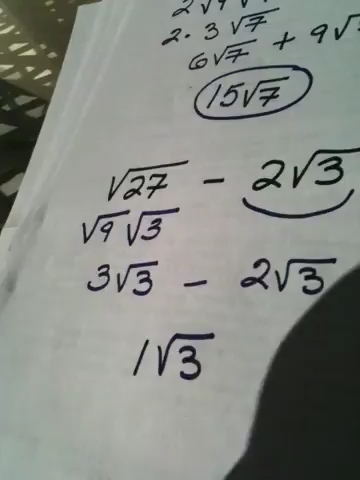 2 · 3 √7
6√7 + 9√7
15√7
√27 - 2√3
√9 √3
3√3 - 2√3
1√3